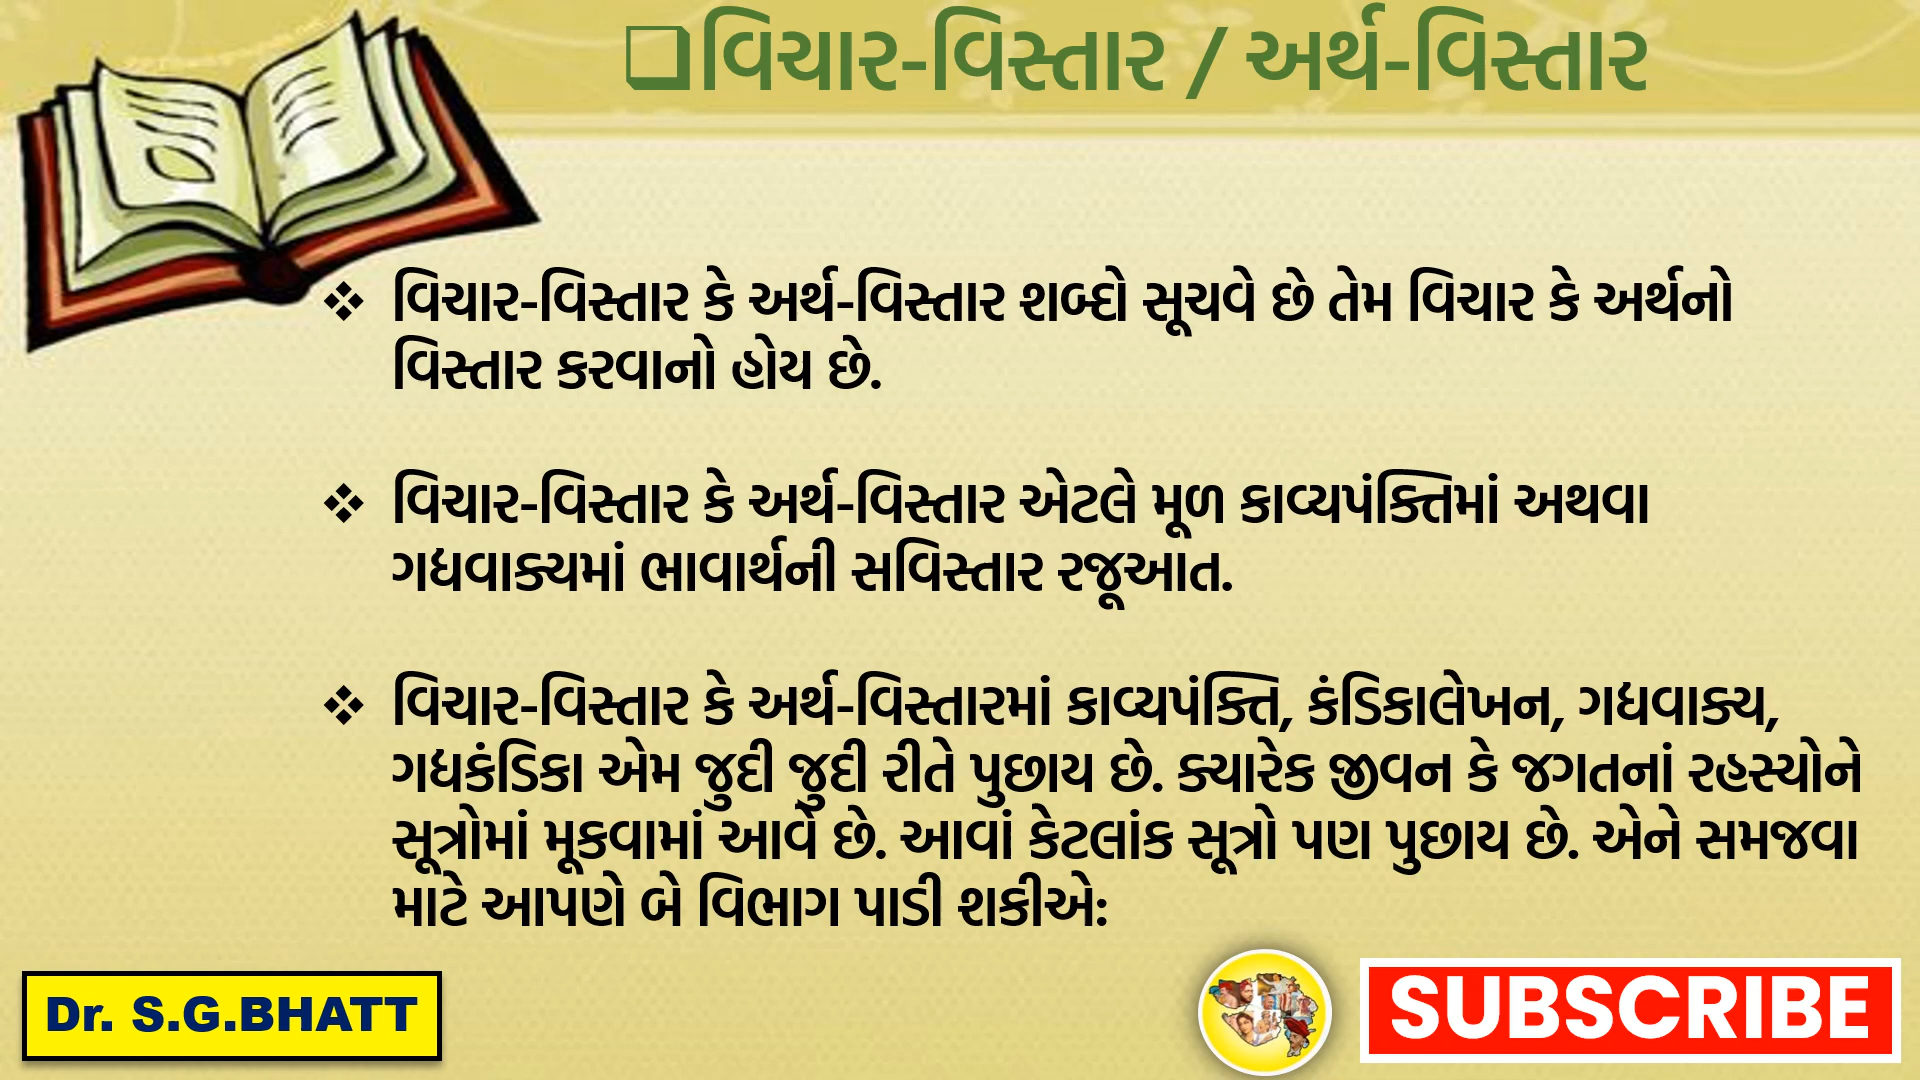 ❑વિચાર-વિસ્તાર / અર્થ-વિસ્તાર
❖ વિચાર-વિસ્તાર કે અર્થ-વિસ્તાર શબ્દો સૂચવે છે તેમ વિચાર કે અર્થનો
વિસ્તાર કરવાનો હોય છે.
❖ વિચાર-વિસ્તાર કે અર્થ-વિસ્તાર એટલે મૂળ કાવ્યપંક્તિમાં અથવા
ગદ્યવાક્યમાં ભાવાર્થની સવિસ્તાર રજૂઆત.
❖ વિચાર-વિસ્તાર કે અર્થ-વિસ્તારમાં કાવ્યપંક્તિ, કંડિકાલેખન, ગદ્યવાક્ય,
ગદ્યકંડિકા એમ જુદી જુદી રીતે પુછાય છે. ક્યારેક જીવન કે જગતનાં રહસ્યોને
સૂત્રોમાં મૂકવામાં આવે છે. આવાં કેટલાંક સૂત્રો પણ પુછાય છે. એને સમજવા
માટે આપણે બે વિભાગ પાડી શકીએ:
Dr. S.G.BHATT
SUBSCRIBE